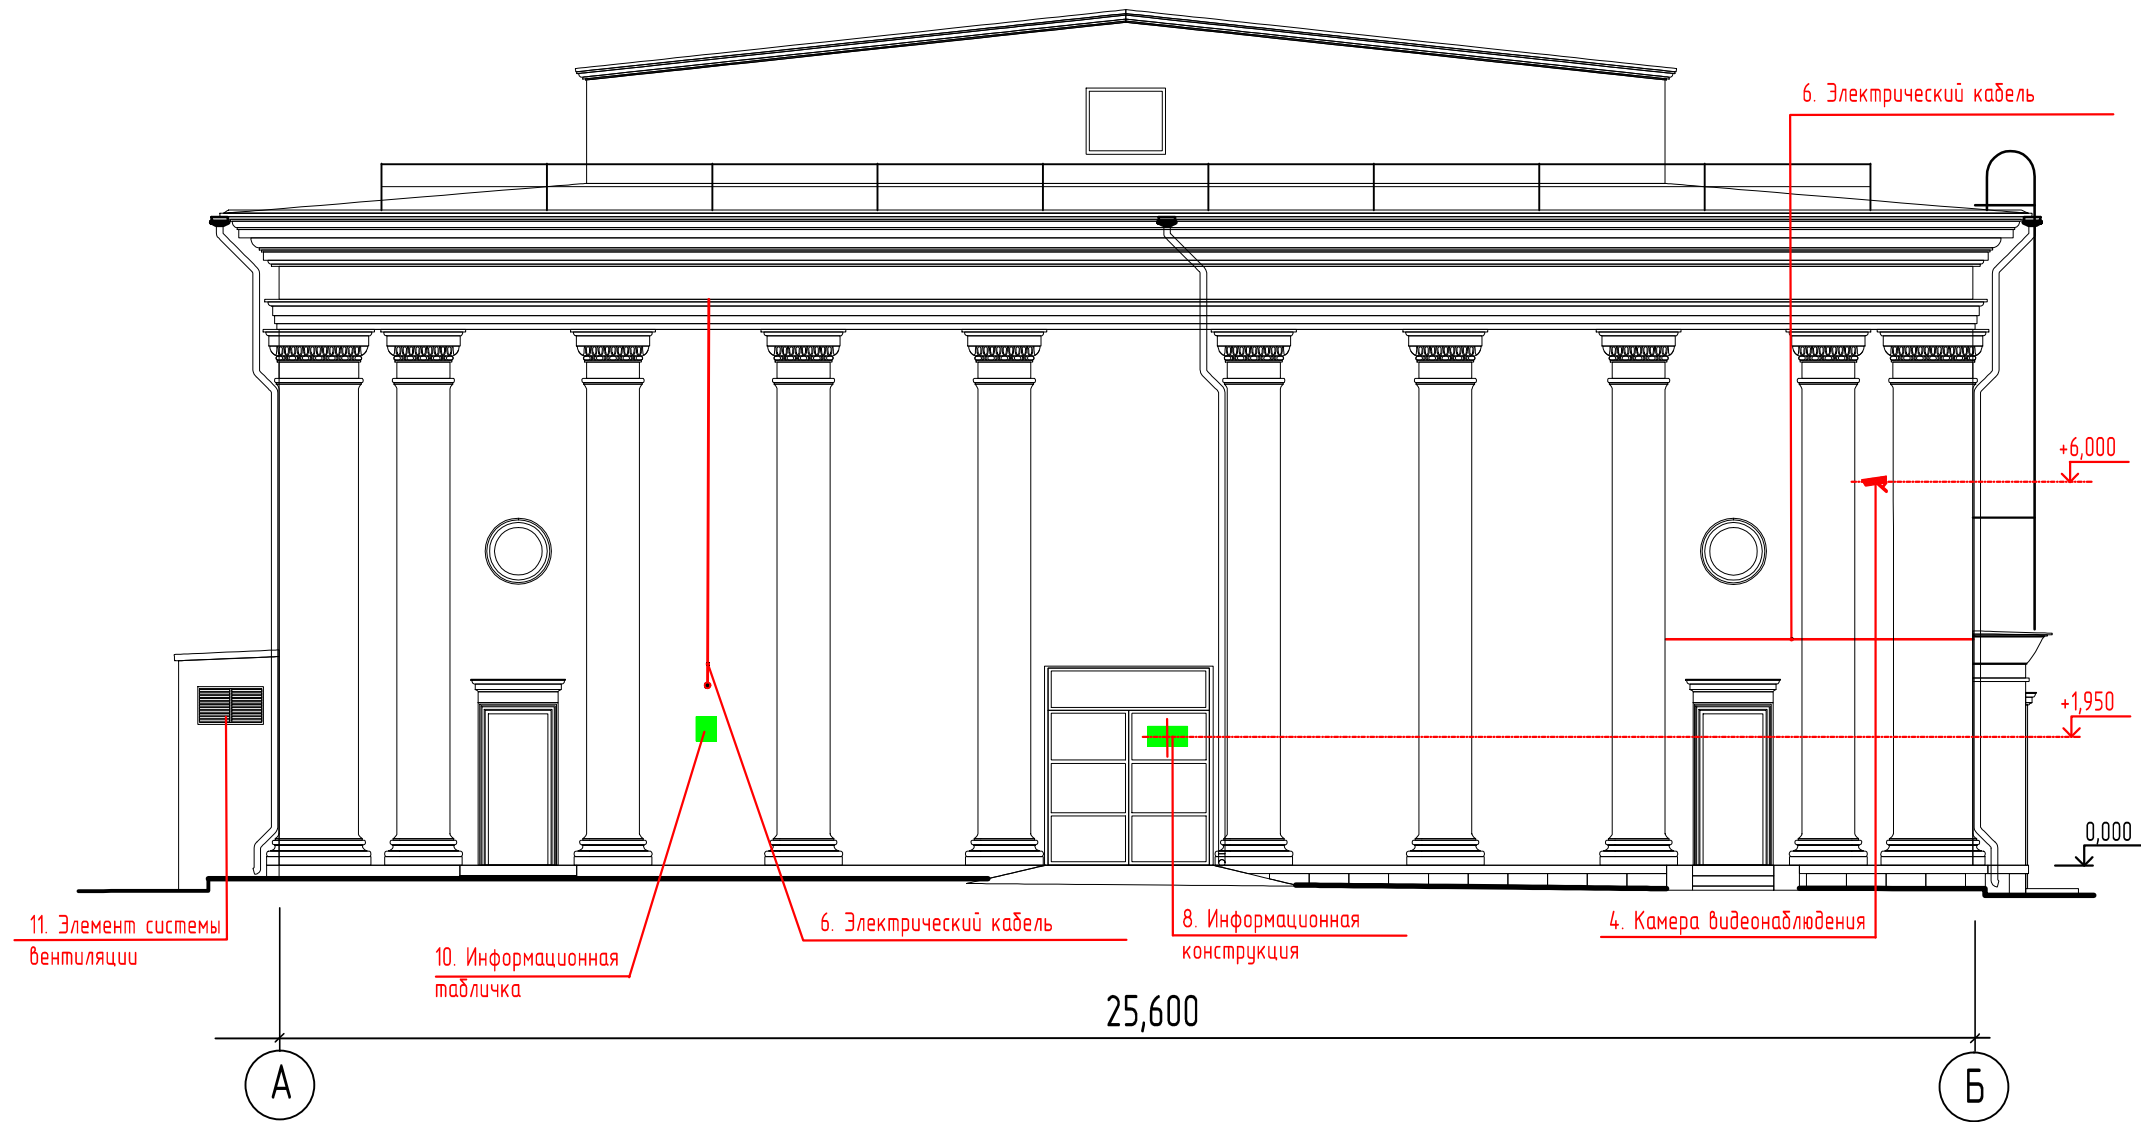 6. Электрический кабель
+6,000
+1,950
0,000
11. Элемент системы
вентиляции
10. Информационная
табличка
6. Электрический кабель
8. Информационная
конструкция
4. Камера видеонаблюдения
25,600
А
Б